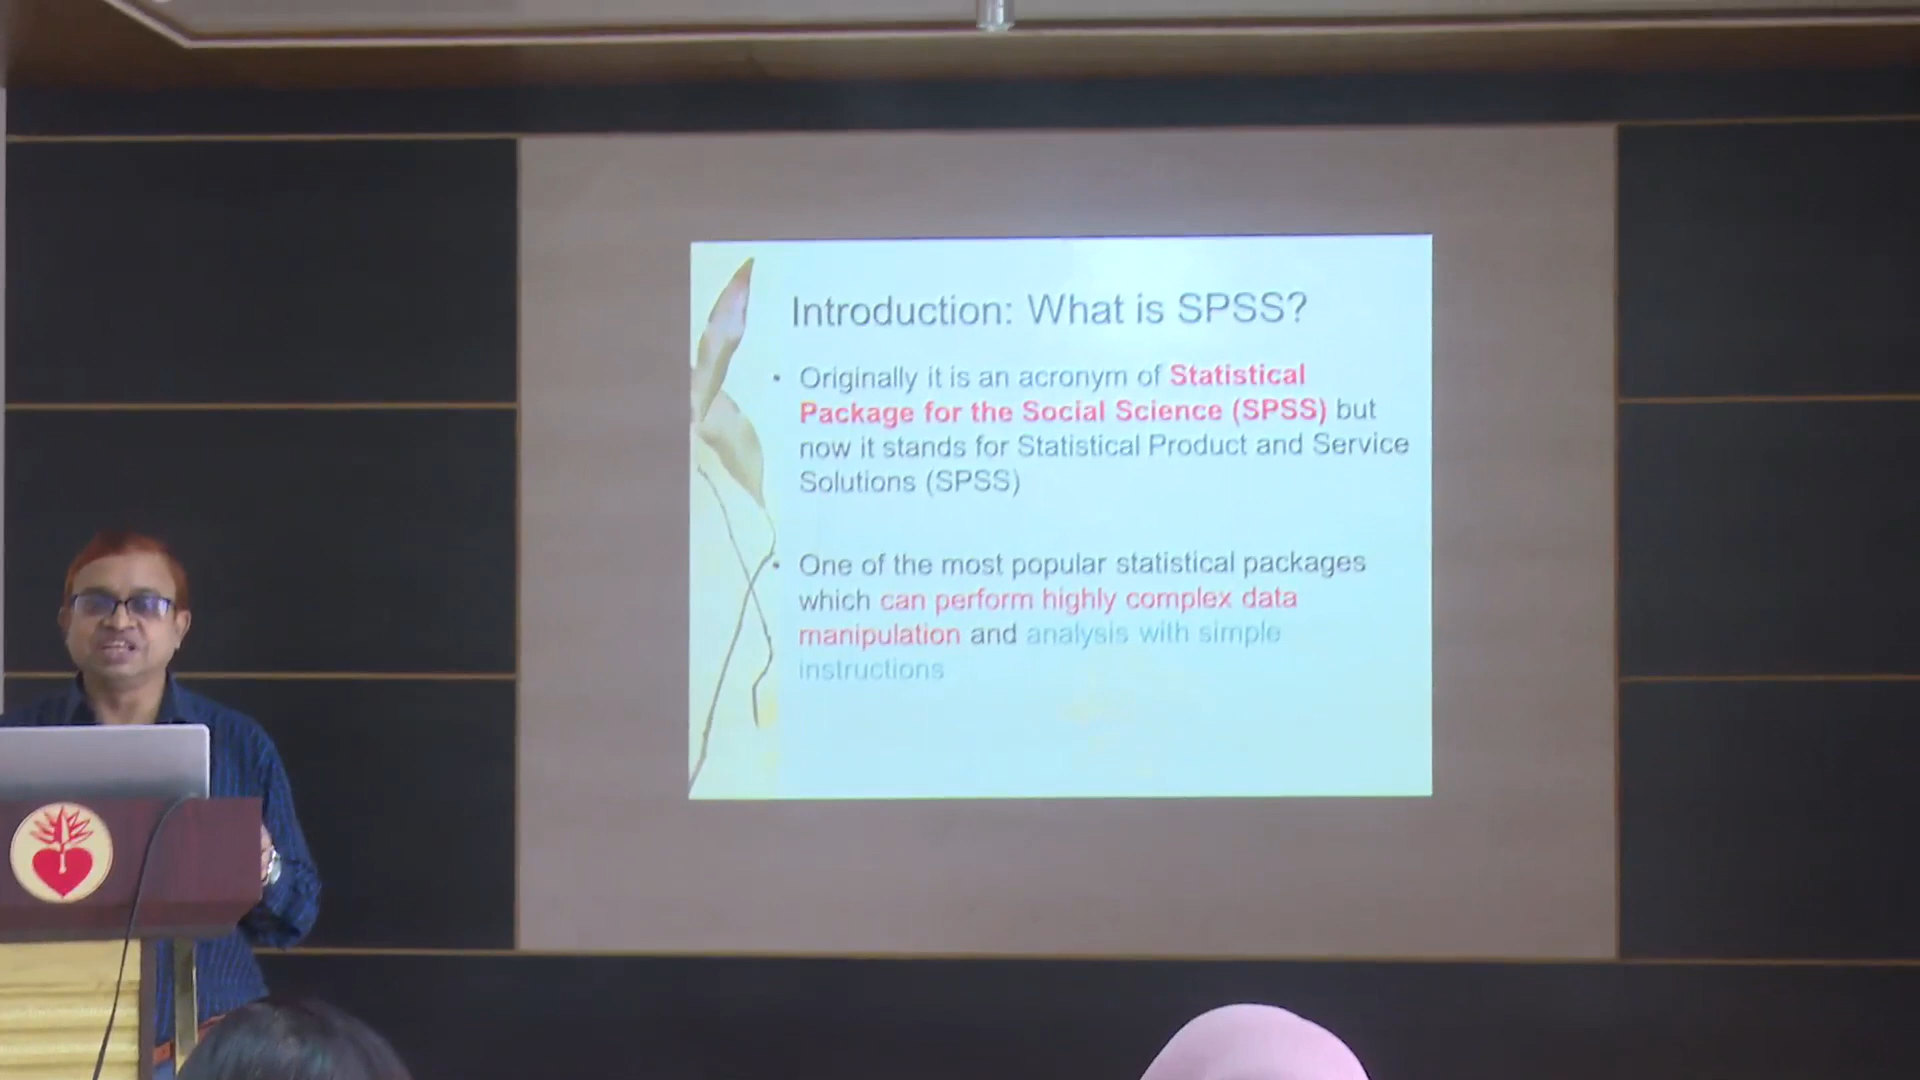 Introduction: What is SPSS?
• Originally it is an acronym of Statistical
Package for the Social Science (SPSS) but
now it stands for Statistical Product and Service
Solutions (SPSS)
• One of the most popular statistical packages
which can perform highly complex data
manipulation and analysis with simple
instructions